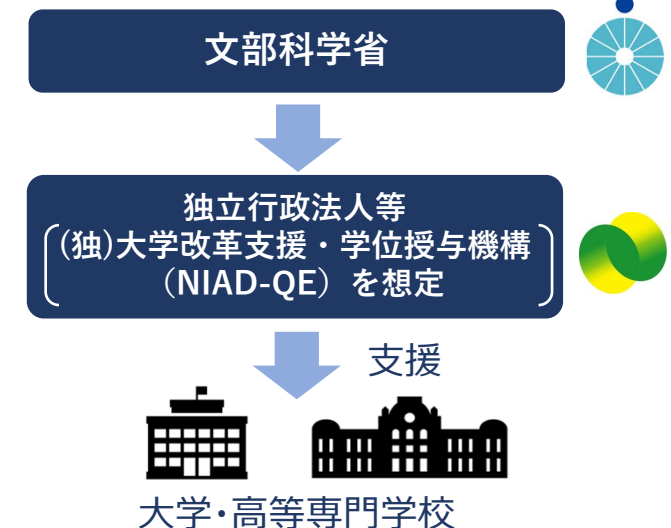 文部科学省
独立行政法人等
(独)大学改革支援・学位授与機構
（NIAD-QE）を想定
支援
大学・高等専門学校